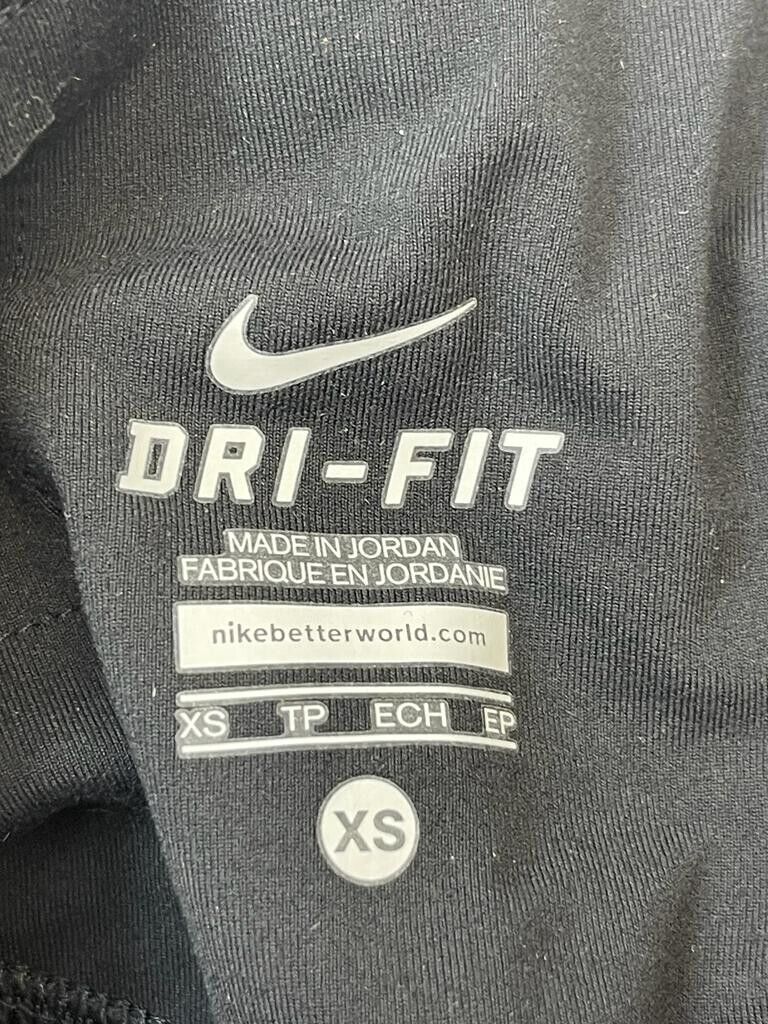 DRI-FIT
MADE IN JORDAN
FABRIQUE EN JORDANIE
nikebetterworld.com
XS TP ECH EP
XS